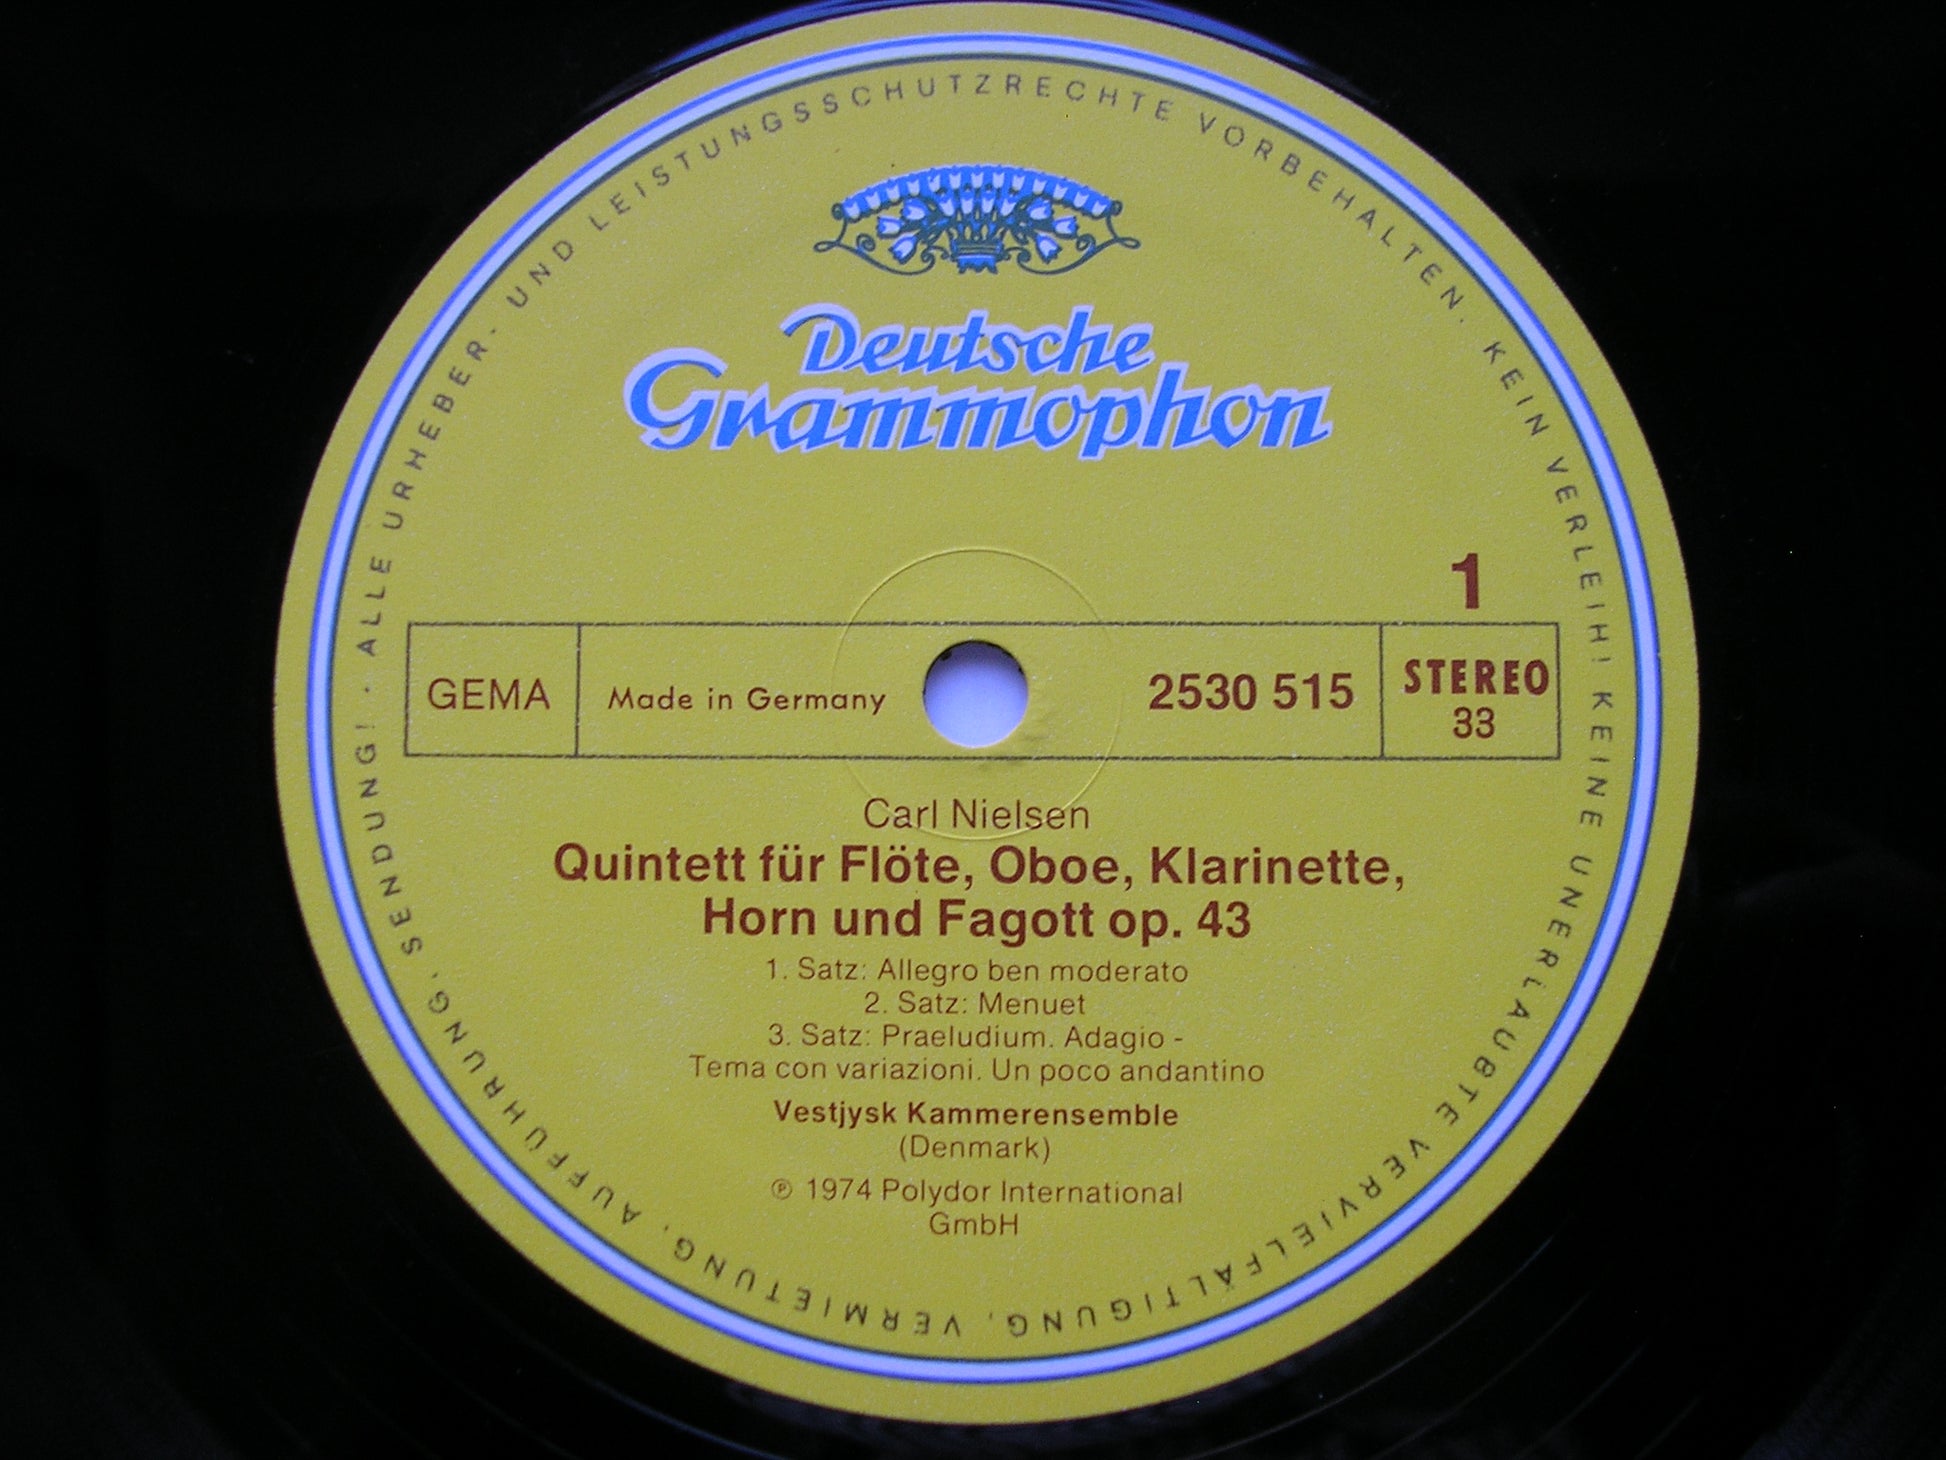 ALLE URHEBER- UND LEISTUNGSSCHUTZRECHTE VORBEHALTEN. KEIN VERLEIH! KEINE UNERLAUBTE VERVIELFÄLTIGUNG, VERMIETUNG, AUFFÜHRUNG, SENDUNG! ·
Deutsche
Grammophon
1
GEMA
Made in Germany
2530 515
STEREO
33
Carl Nielsen
Quintett für Flöte, Oboe, Klarinette,
Horn und Fagott op. 43
1. Satz: Allegro ben moderato
2. Satz: Menuet
3. Satz: Praeludium. Adagio -
Tema con variazioni. Un poco andantino
Vestjysk Kammerensemble
(Denmark)
℗ 1974 Polydor International
GmbH